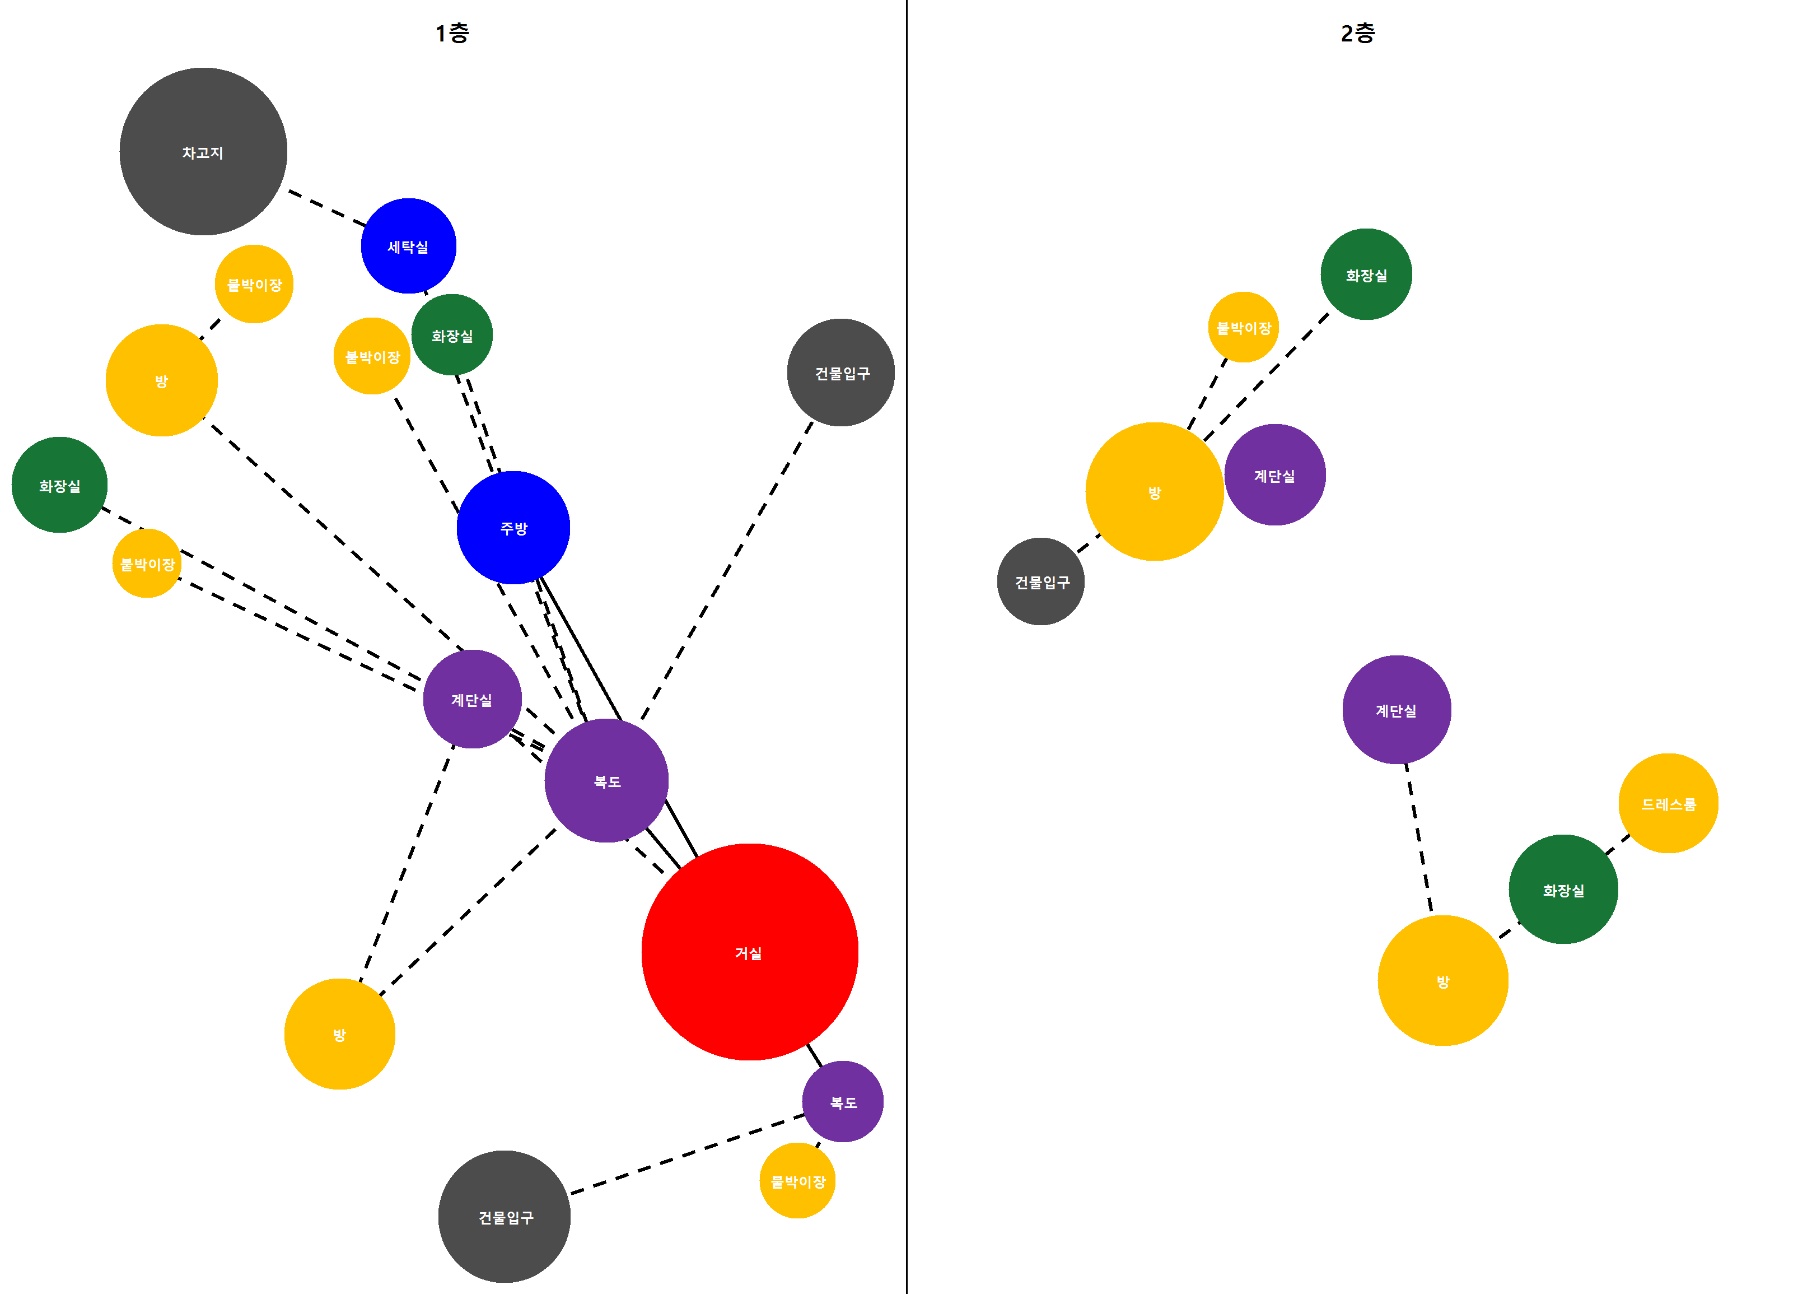 1층
차고지
세탁실
붙박이장
화장실
붙박이장
건물입구
방
화장실
주방
붙박이장
계단실
복도
거실
방
복도
붙박이장
건물입구
2층
화장실
붙박이장
계단실
방
건물입구
계단실
드레스룸
화장실
방